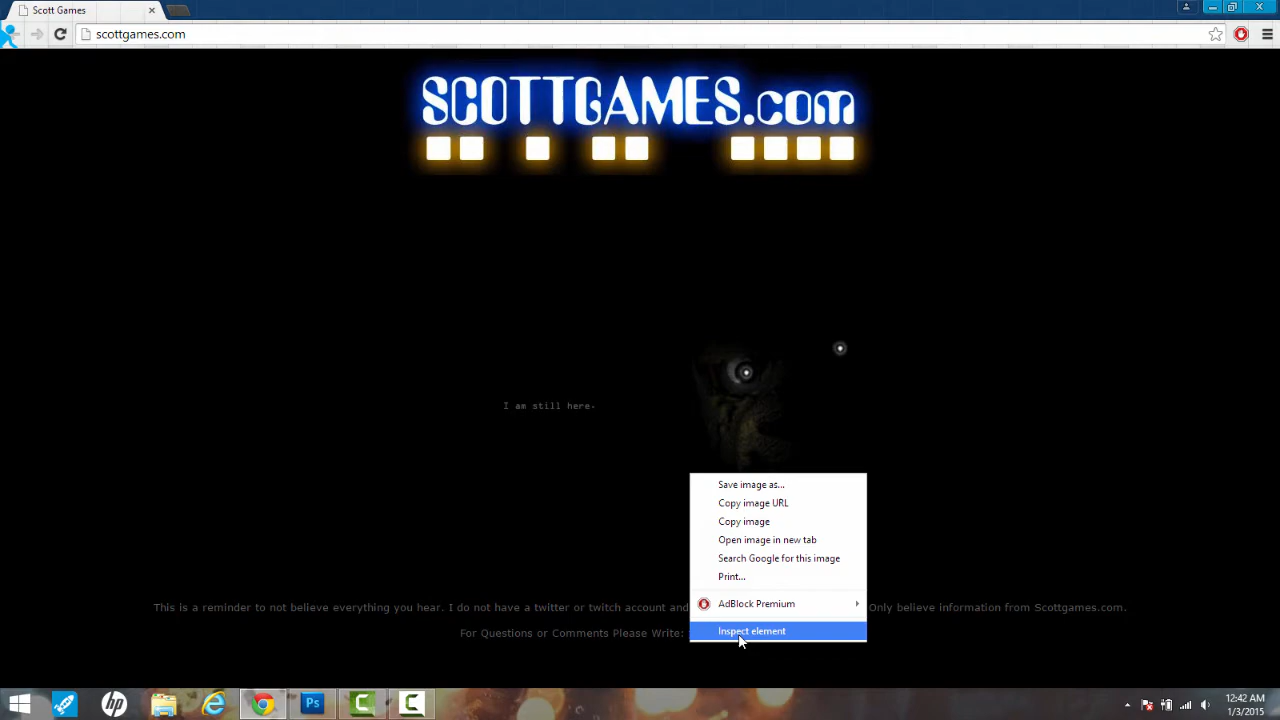 Scott Games
scottgames.com
SCOTTGAMES.com
I am still here.
Save image as...
Copy image URL
Copy image
Open image in new tab
Search Google for this image
Print...
AdBlock Premium
Inspect element
This is a reminder to not believe everything you hear. I do not have a twitter or twitch account and Only believe information from Scottgames.com.
For Questions or Comments Please Write:
hp
Ps
12:42 AM
1/3/2015